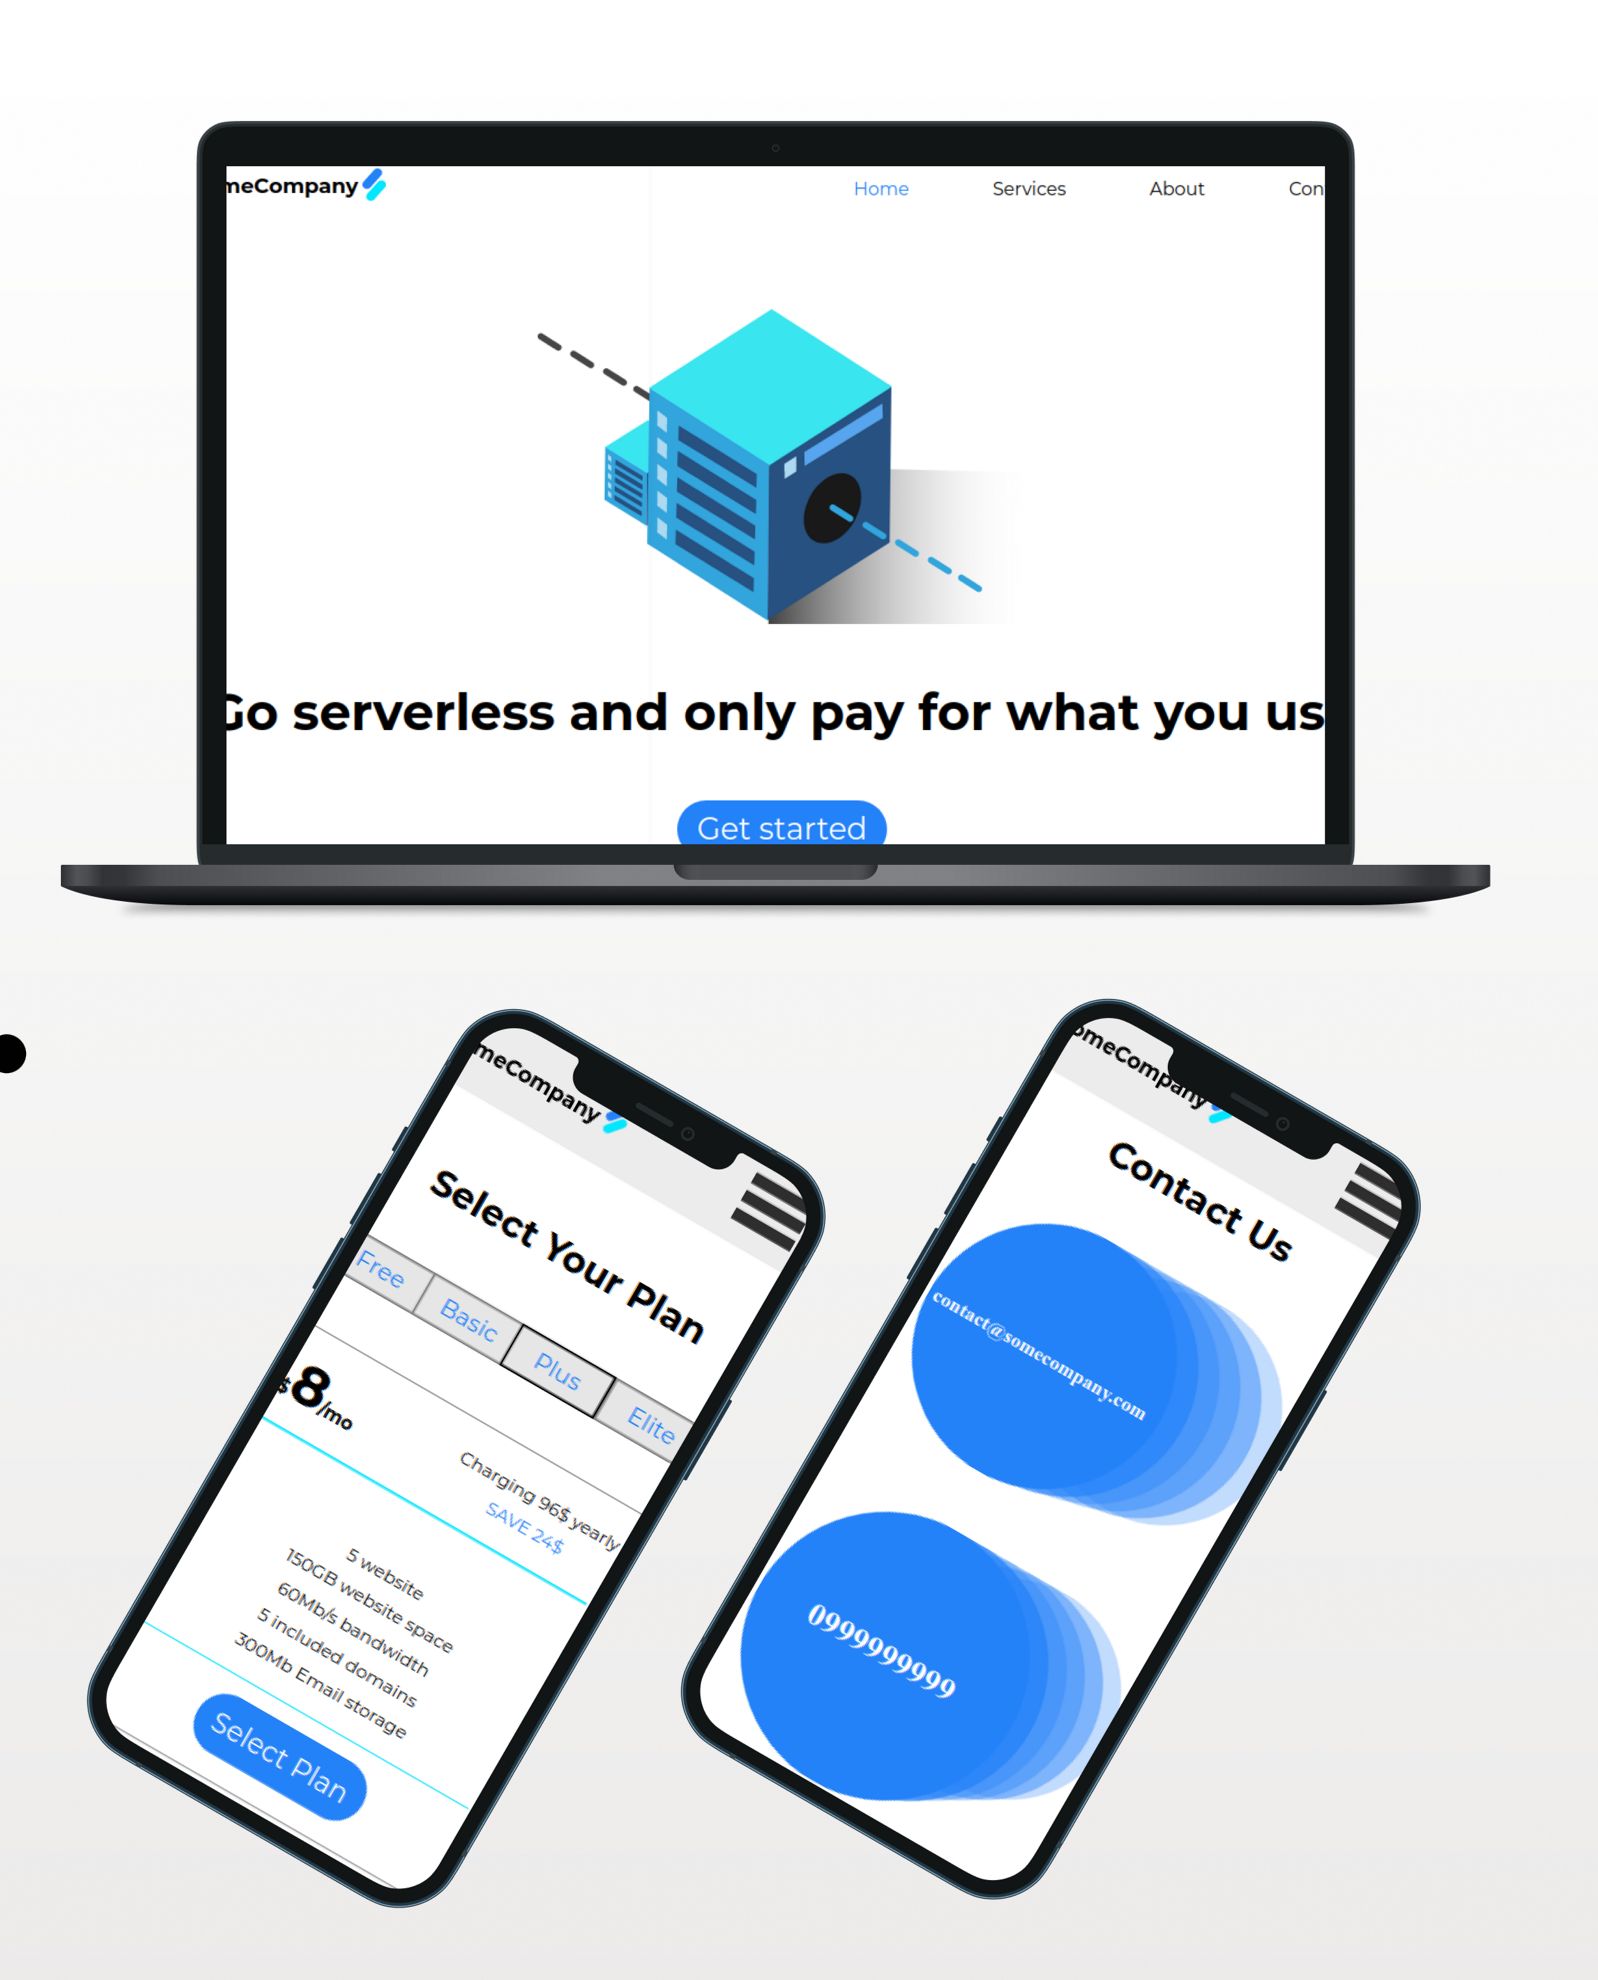 meCompany
Home Services About Con
Go serverless and only pay for what you us
Get started
meCompany
Select Your Plan
Free Basic Plus Elite
$8/mo
Charging 96$ yearly
SAVE 24$
5 website
150GB website space
60Mb/s bandwidth
5 included domains
300Mb Email storage
Select Plan
omeCompany
Contact Us
contact@somecompany.com
0999999999